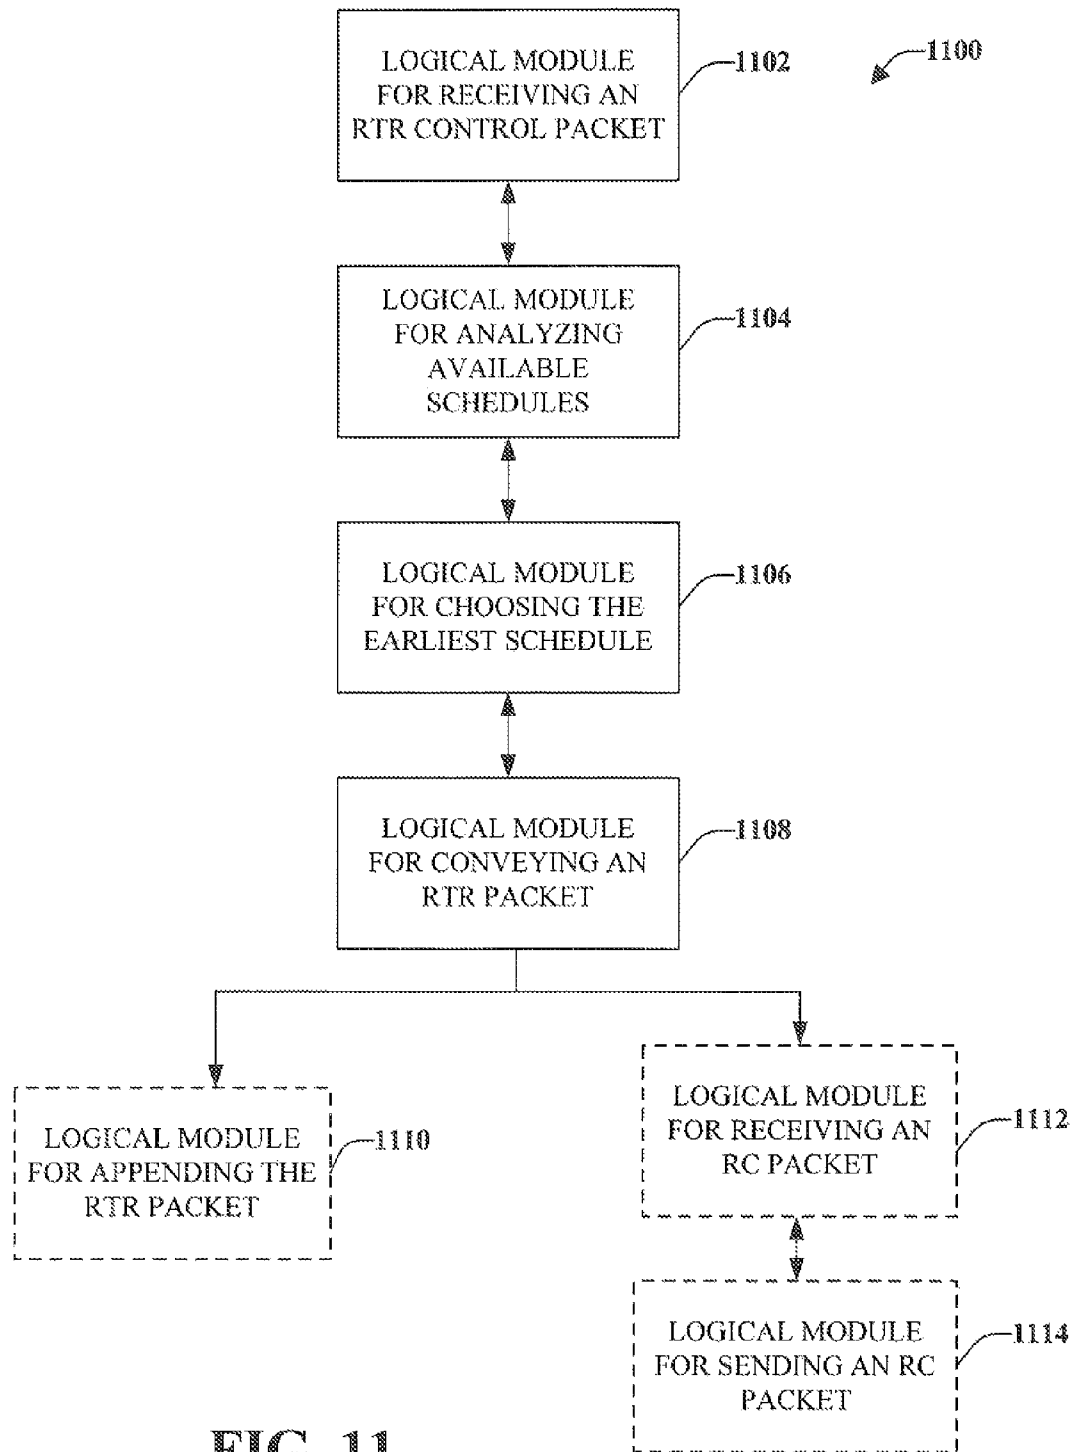 LOGICAL MODULE
FOR RECEIVING AN
RTR CONTROL PACKET
1102
1100
LOGICAL MODULE
FOR ANALYZING
AVAILABLE
SCHEDULES
1104
LOGICAL MODULE
FOR CHOOSING THE
EARLIEST SCHEDULE
1106
LOGICAL MODULE
FOR CONVEYING AN
RTR PACKET
1108
LOGICAL MODULE
FOR APPENDING THE
RTR PACKET
1110
LOGICAL MODULE
FOR RECEIVING AN
RC PACKET
1112
LOGICAL MODULE
FOR SENDING AN RC
PACKET
1114
FIG. 11